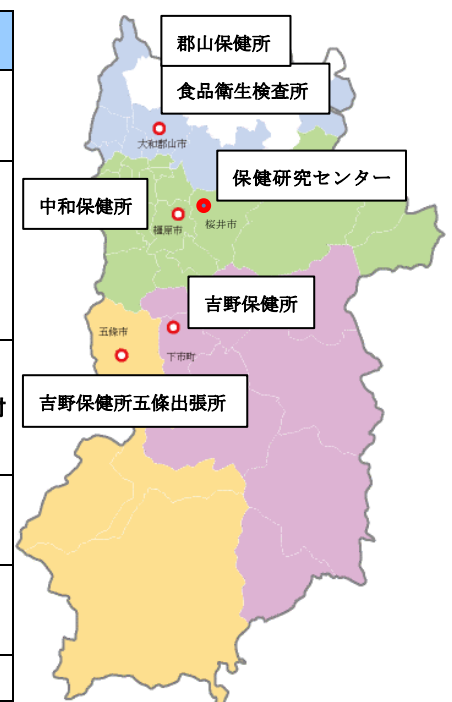 郡山保健所
食品衛生検査所
大和郡山市
保健研究センター
中和保健所
橿原市
桜井市
吉野保健所
五條市
下市町
吉野保健所五條出張所
村